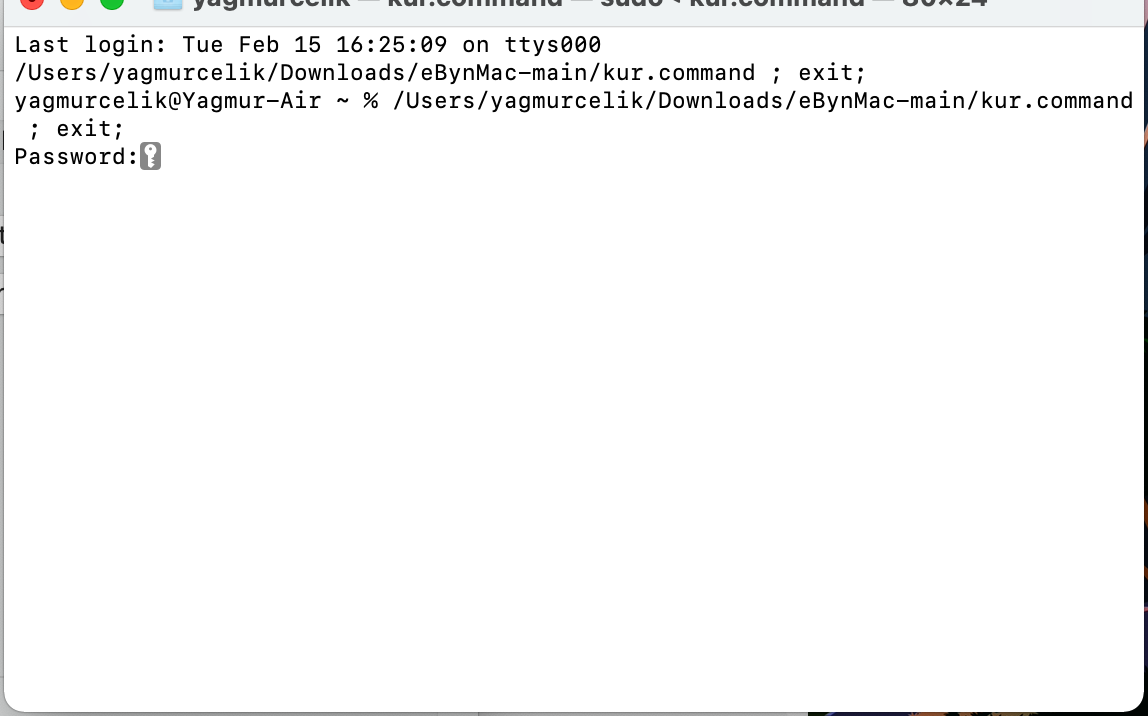 yagmurcelik — kur.command — sudo ◂ kur.command — 80×24
Last login: Tue Feb 15 16:25:09 on ttys000
/Users/yagmurcelik/Downloads/eBynMac-main/kur.command ; exit;
yagmurcelik@Yagmur-Air ~ % /Users/yagmurcelik/Downloads/eBynMac-main/kur.command
 ; exit;
Password: